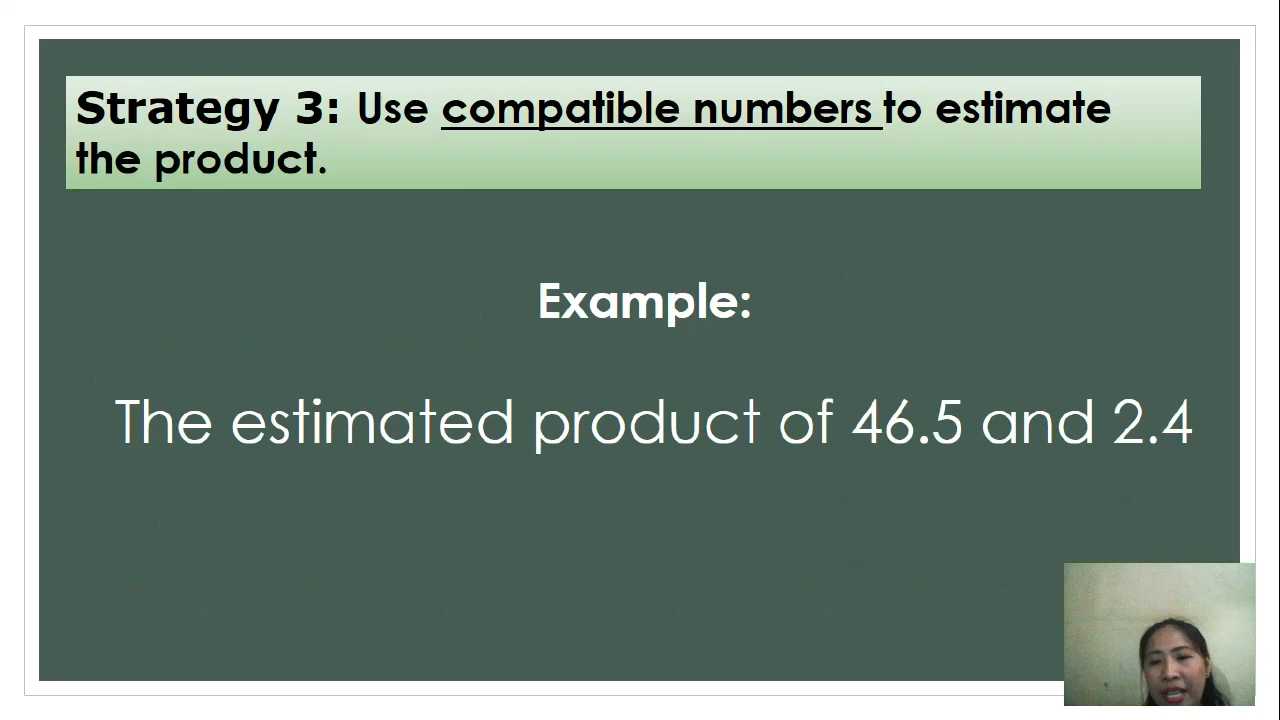 Strategy 3: Use compatible numbers to estimate
the product.
Example:
The estimated product of 46.5 and 2.4